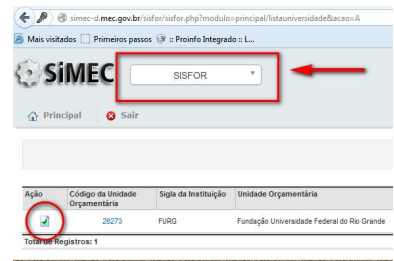 simec-d.mec.gov.br/sisfor/sisfor.php?modulo=principal/listauniversidade&acao=A
Mais visitados Primeiros passos :: Proinfo Integrado :: L...
SiMEC SISFOR
Principal Sair
Ação Código da Unidade Orçamentária Sigla da Instituição Unidade Orçamentária
26273 FURG Fundação Universidade Federal do Rio Grande
Total de Registros: 1